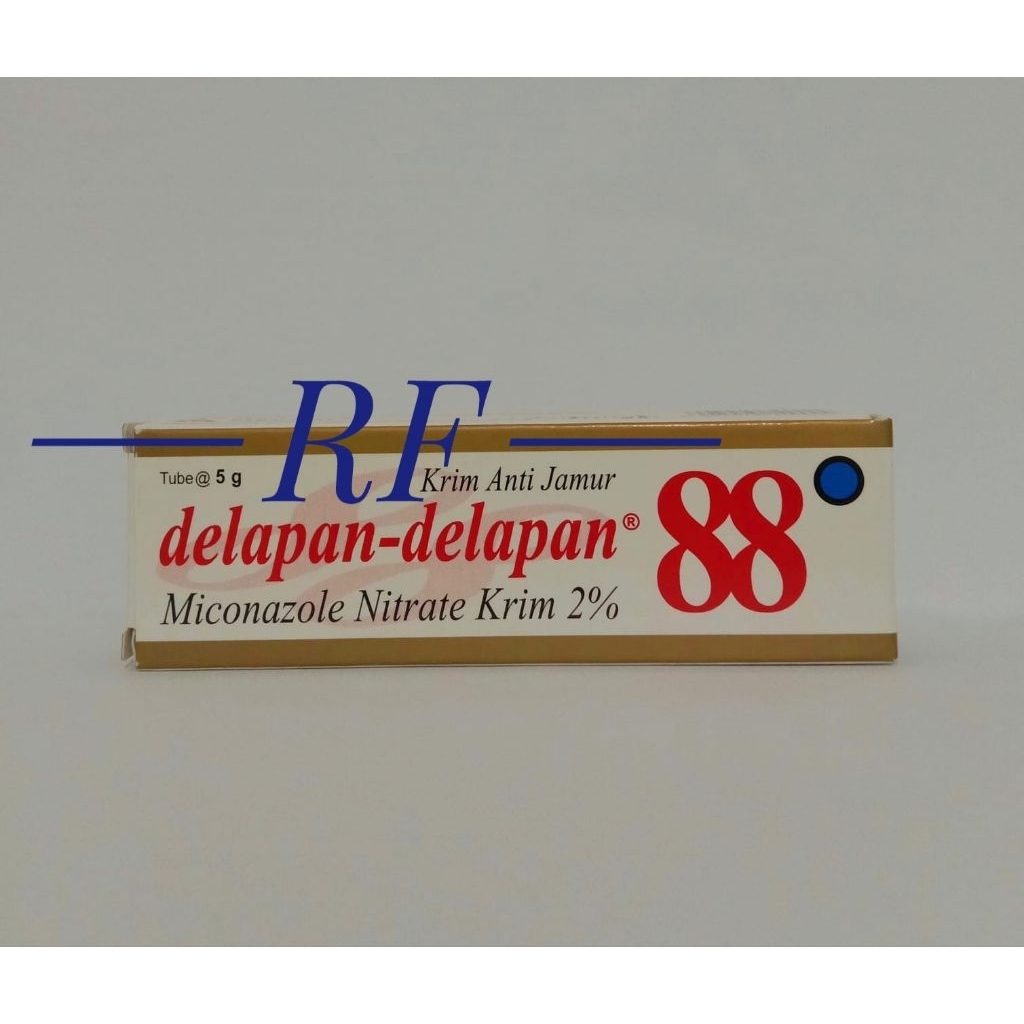 RF
Tube@ 5 g
Krim Anti Jamur
delapan-delapan®
88
Miconazole Nitrate Krim 2%